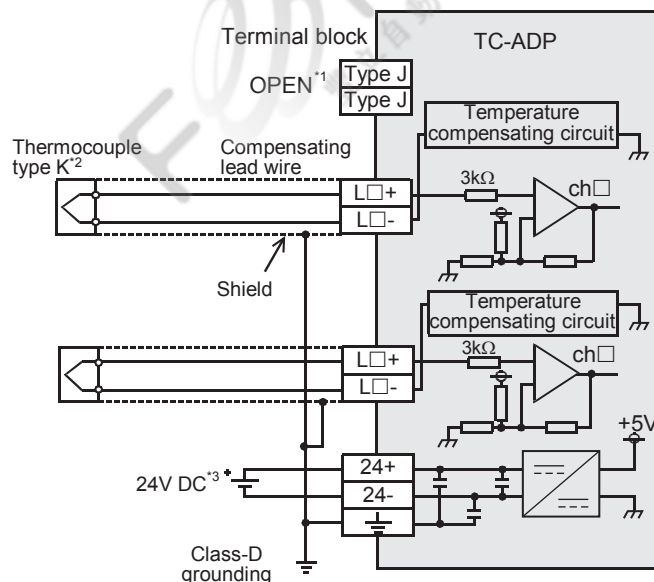 Terminal block
TC-ADP
OPEN*1
Type J
Type J
Temperature
compensating circuit
Thermocouple
type K*2
Compensating
lead wire
L□+
L□-
3kΩ
ch□
Shield
Temperature
compensating circuit
L□+
L□-
3kΩ
ch□
+5V
24V DC*3
+
24+
24-
Class-D
grounding